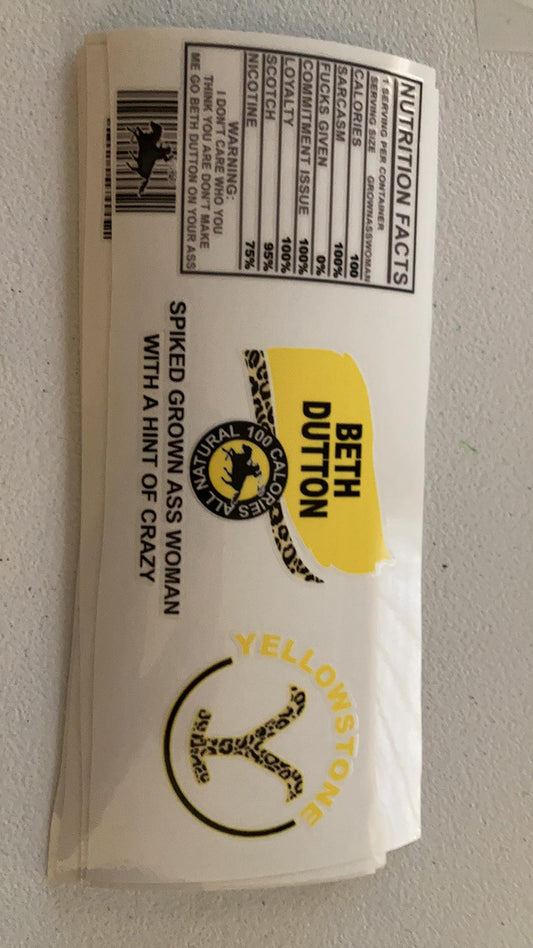 NUTRITION FACTS
1 SERVING PER CONTAINER
SERVING SIZE GROWNASSWOMAN
CALORIES 100
SARCASM 100%
FUCKS GIVEN 0%
COMMITMENT ISSUE 100%
LOYALTY 100%
SCOTCH 95%
NICOTINE 75%
WARNING:
I DON'T CARE WHO YOU
THINK YOU ARE DON'T MAKE
ME GO BETH DUTTON ON YOUR ASS
BETH
DUTTON
ALL NATURAL 100 CALORIES
SPIKED GROWN ASS WOMAN
WITH A HINT OF CRAZY
YELLOWSTONE
Y